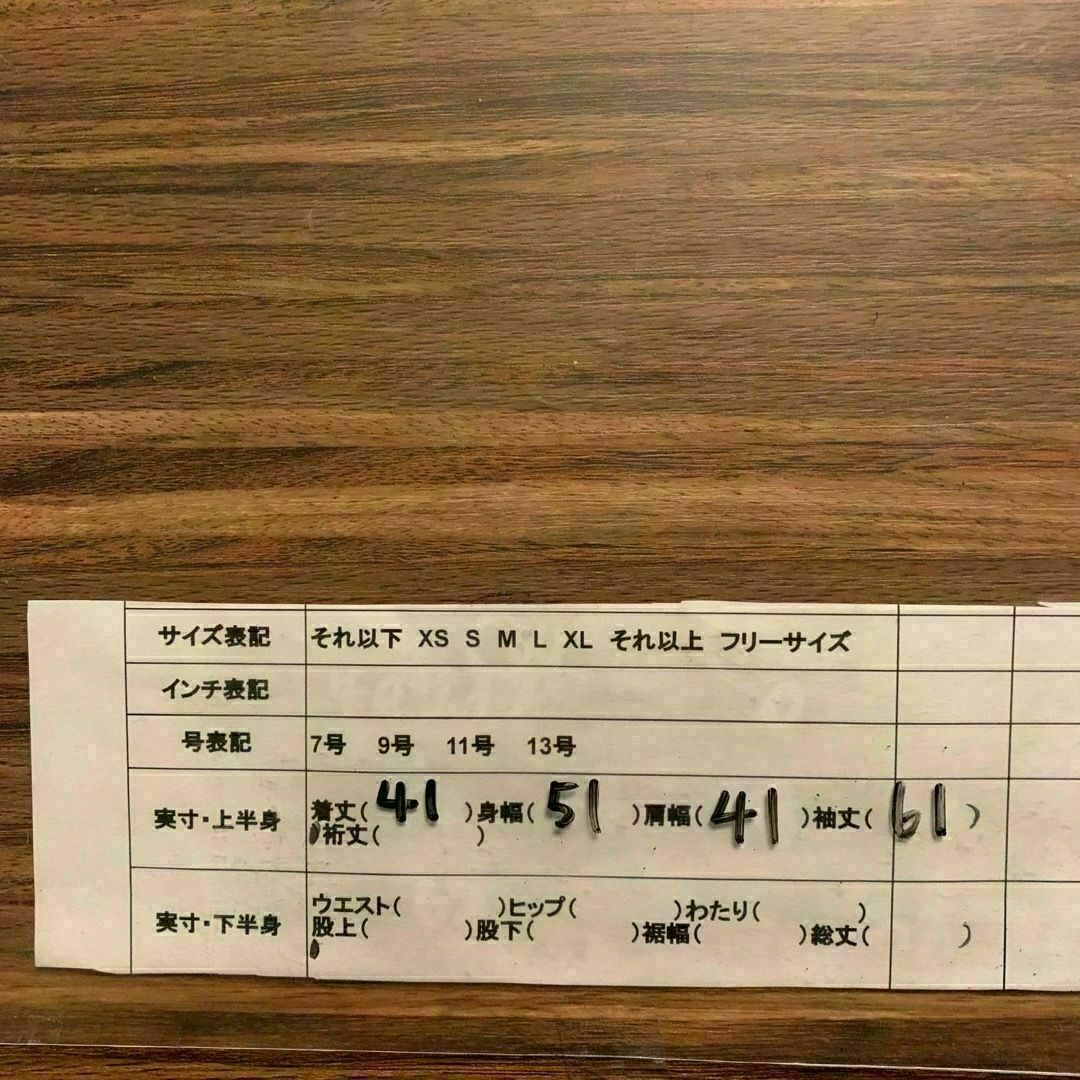 サイズ表記 それ以下 XS S M L XL それ以上 フリーサイズ
インチ表記
号表記 7号 9号 11号 13号
実寸・上半身 着丈( 41 )身幅( 51 )肩幅( 41 )袖丈( 61 )
裄丈( )
実寸・下半身 ウエスト( )ヒップ( )わたり( )
股上( )股下( )裾幅( )総丈( )